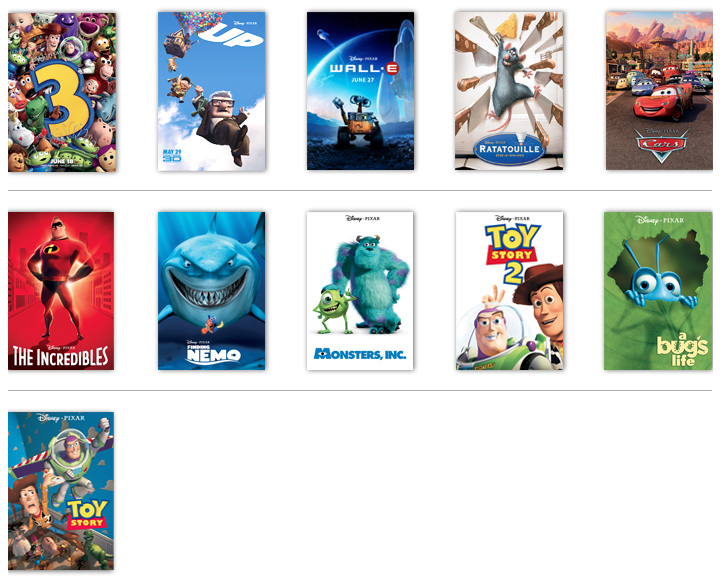 3
JUNE 18
DISNEY·PIXAR
UP
MAY 29
3D
DISNEY·PIXAR
WALL·E
JUNE 27
RATATOUILLE
DISNEY·PIXAR
Cars
DISNEY·PIXAR
THE INCREDIBLES
DISNEY·PIXAR
FINDING
NEMO
DISNEY·PIXAR
MONSTERS, INC.
DISNEY·PIXAR
TOY
STORY
2
DISNEY·PIXAR
a
bug's
life
DISNEY·PIXAR
TOY
STORY